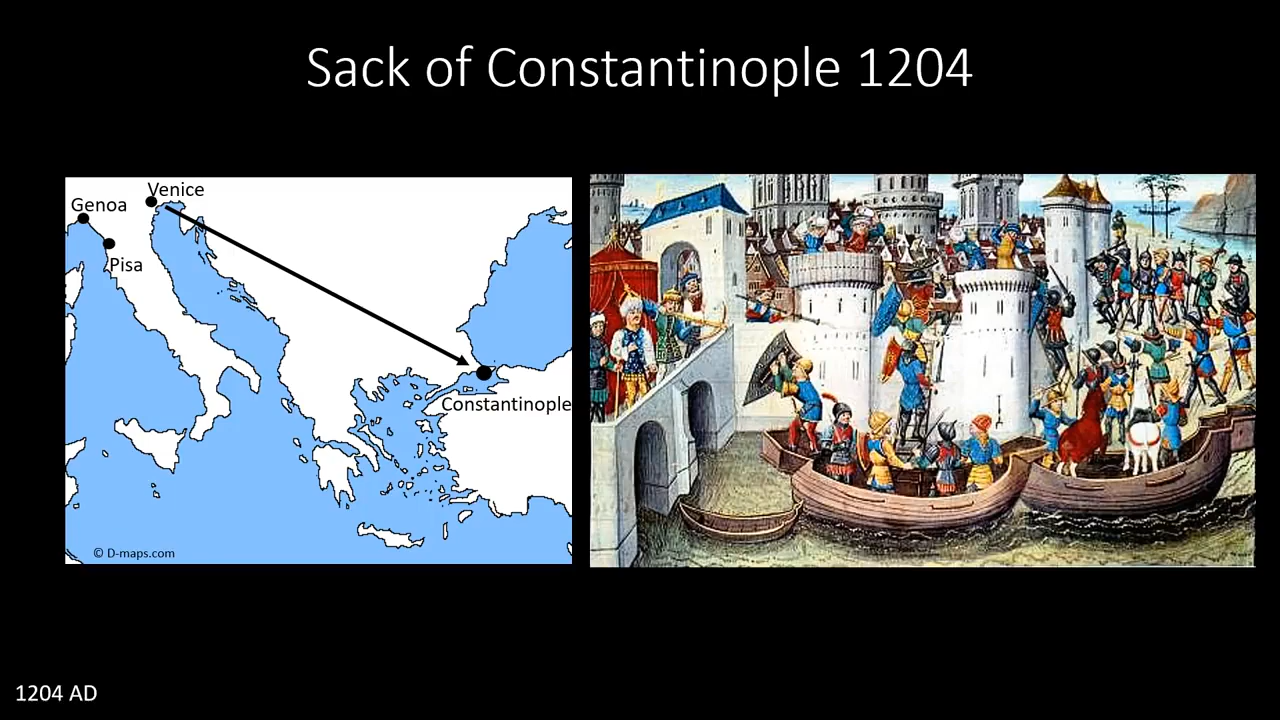 Sack of Constantinople 1204
Venice
Genoa
Pisa
Constantinople
© D-maps.com
1204 AD